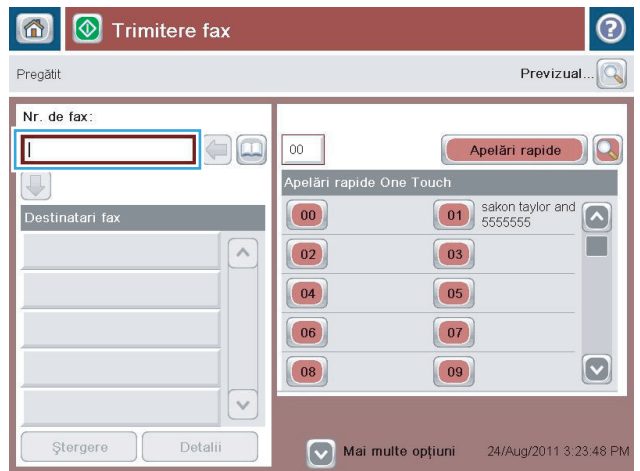 Trimitere fax
Pregătit
Previzual...
Nr. de fax:
00
Apelări rapide
Apelări rapide One Touch
Destinatari fax
00
01 sakon taylor and
5555555
02
03
04
05
06
07
08
09
Ștergere
Detalii
Mai multe opțiuni
24/Aug/2011 3:23:48 PM